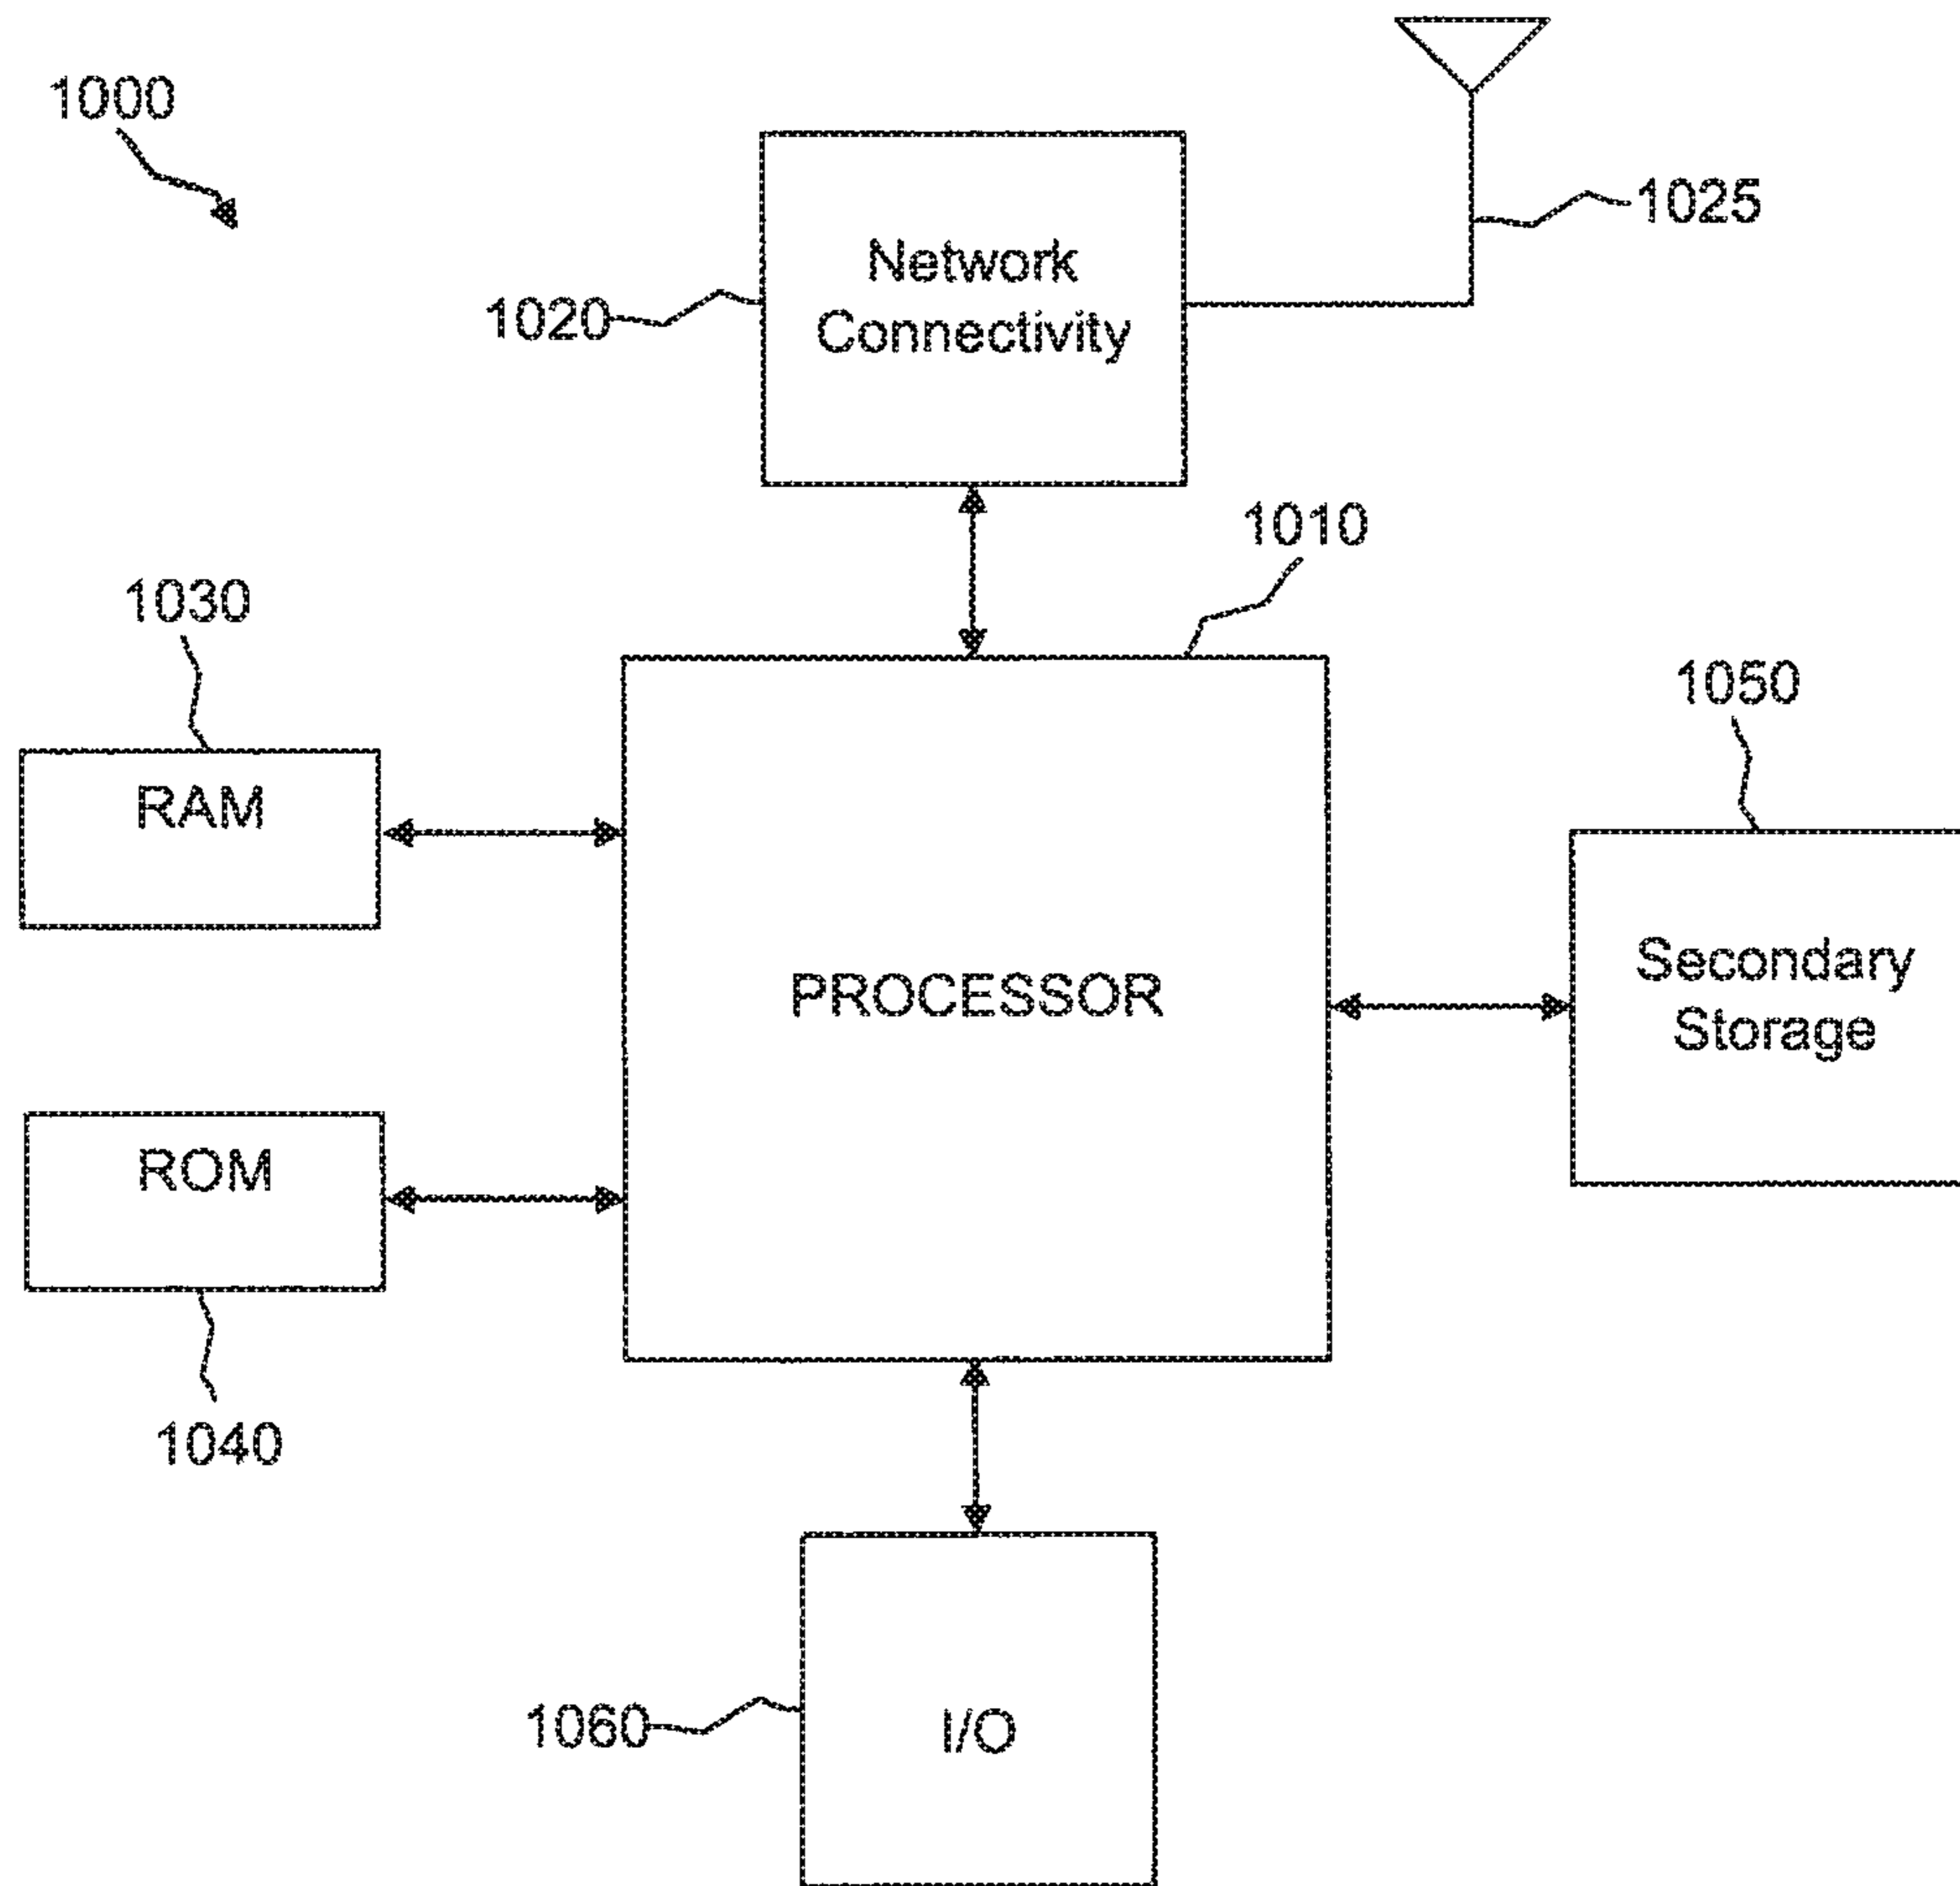 1000
1025
Network
1020
Connectivity
1010
1030
1050
RAM
Secondary
PROCESSOR
Storage
ROM
1040
1060
I/O